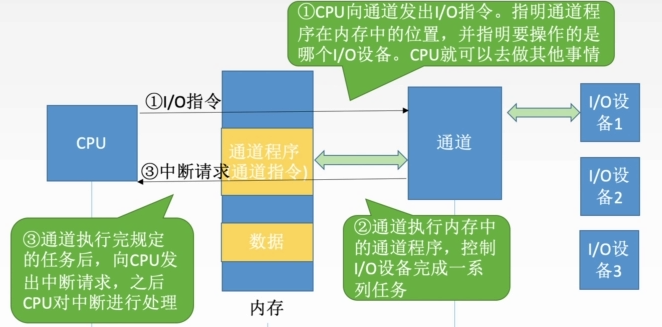 ①CPU向通道发出I/O指令。指明通道程
序在内存中的位置，并指明要操作的是
哪个I/O设备。CPU就可以去做其他事情
①I/O指令
CPU
通道程序
(通道指令)
③中断请求
通道
I/O设
备1
I/O设
备2
I/O设
备3
数据
内存
②通道执行内存中
的通道程序，控制
I/O设备完成一系
列任务
③通道执行完规定
的任务后，向CPU发
出中断请求，之后
CPU对中断进行处理